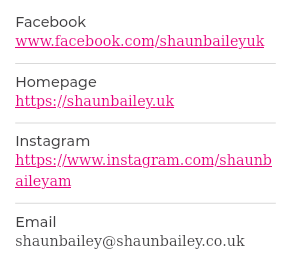 Facebook
www.facebook.com/shaunbaileyuk
Homepage
https://shaunbailey.uk
Instagram
https://www.instagram.com/shaunb
aileyam
Email
shaunbailey@shaunbailey.co.uk